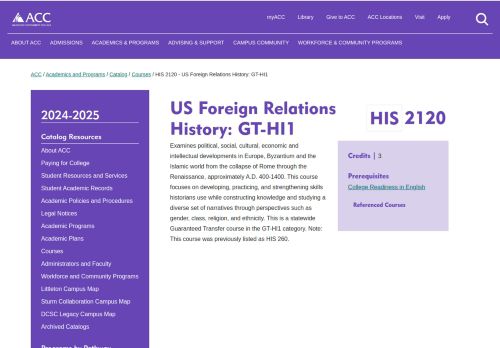 ACC
myACC
Library
Give to ACC
ACC Locations
Visit
Apply
ABOUT ACC
ADMISSIONS
ACADEMICS & PROGRAMS
ADVISING & SUPPORT
CAMPUS COMMUNITY
WORKFORCE & COMMUNITY PROGRAMS
ACC / Academics and Programs / Catalog / Courses / HIS 2120 - US Foreign Relations History: GT-HI1
2024-2025
Catalog Resources
About ACC
Paying for College
Student Resources and Services
Student Academic Records
Academic Policies and Procedures
Legal Notices
Academic Programs
Academic Plans
Courses
Administrators and Faculty
Workforce and Community Programs
Littleton Campus Map
Sturm Collaboration Campus Map
DCSC Legacy Campus Map
Archived Catalogs
Programs by Pathway
US Foreign Relations
History: GT-HI1
Examines political, social, cultural, economic and
intellectual developments in Europe, Byzantium and the
Islamic world from the collapse of Rome through the
Renaissance, approximately A.D. 400-1400. This course
focuses on developing, practicing, and strengthening skills
historians use while constructing knowledge and studying a
diverse set of narratives through perspectives such as
gender, class, religion, and ethnicity. This is a statewide
Guaranteed Transfer course in the GT-HI1 category. Note:
This course was previously listed as HIS 260.
HIS 2120
Credits | 3
Prerequisites
College Readiness in English
Referenced Courses